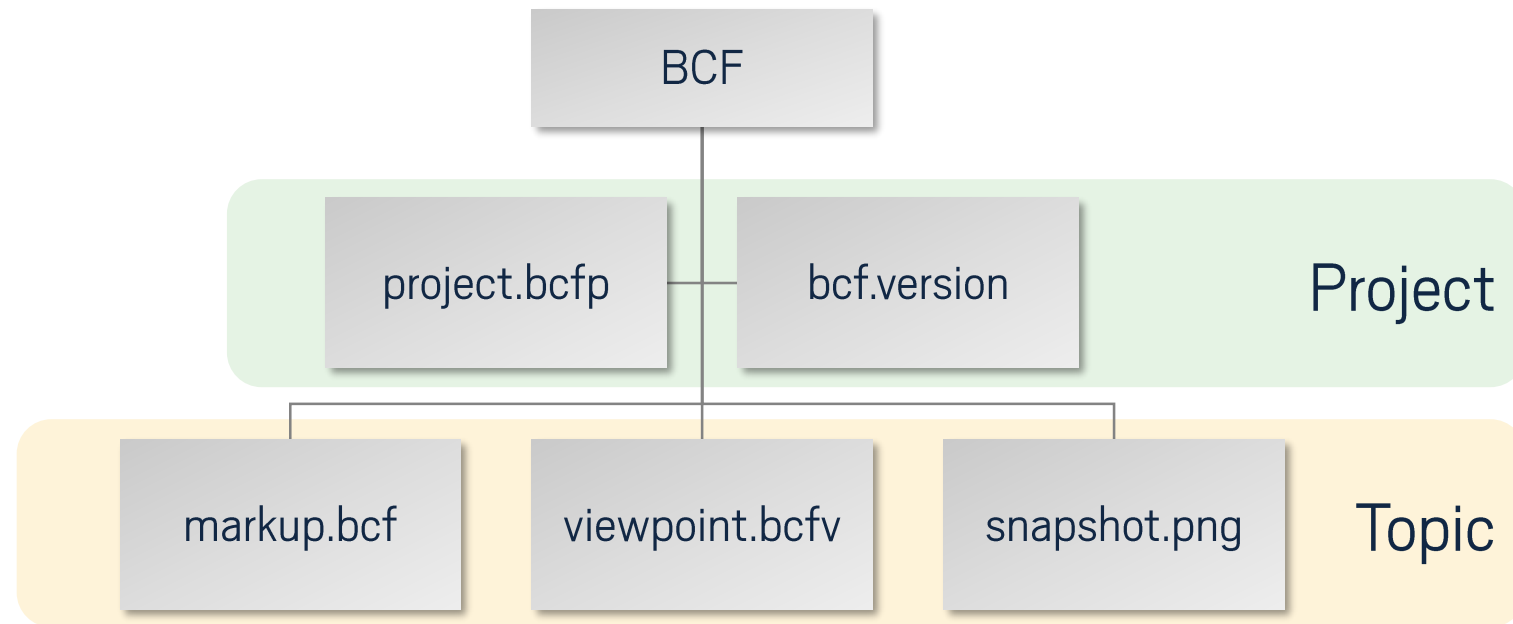 BCF
project.bcfp
bcf.version
Project
markup.bcf
viewpoint.bcfv
snapshot.png
Topic